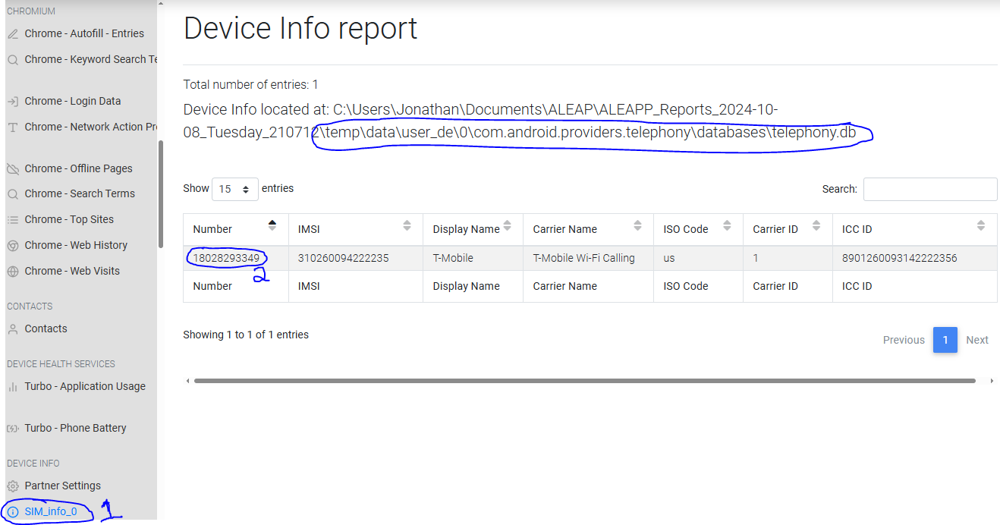 CHROMIUM
Chrome - Autofill - Entries
Chrome - Keyword Search Te
Chrome - Login Data
Chrome - Network Action Pr
Chrome - Offline Pages
Chrome - Search Terms
Chrome - Top Sites
Chrome - Web History
Chrome - Web Visits
CONTACTS
Contacts
DEVICE HEALTH SERVICES
Turbo - Application Usage
Turbo - Phone Battery
DEVICE INFO
Partner Settings
SIM_info_0 1
Device Info report
Total number of entries: 1
Device Info located at: C:\Users\Jonathan\Documents\ALEAP\ALEAPP_Reports_2024-10-
08_Tuesday_210712\temp\data\user_de\0\com.android.providers.telephony\databases\telephony.db
Show 15 entries Search:
Number IMSI Display Name Carrier Name ISO Code Carrier ID ICC ID
18028293349 310260094222235 T-Mobile T-Mobile Wi-Fi Calling us 1 8901260093142222356
2
Number IMSI Display Name Carrier Name ISO Code Carrier ID ICC ID
Showing 1 to 1 of 1 entries
Previous 1 Next